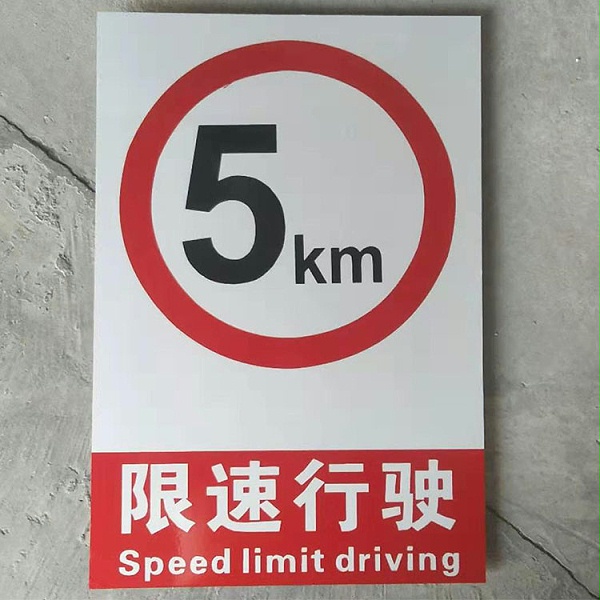 5km
限速行驶
Speed limit driving